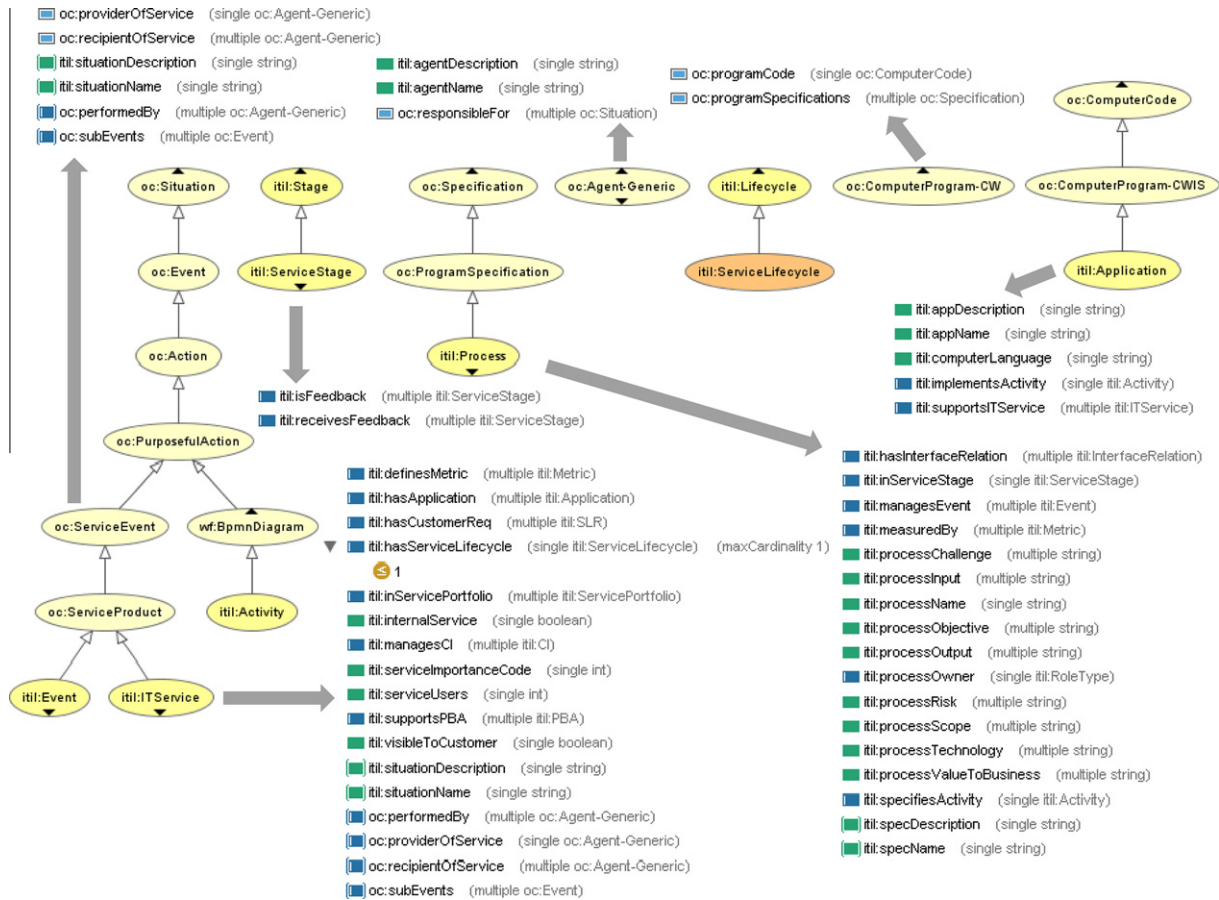 oc:providerOfService (single oc:Agent-Generic)
oc:recipientOfService (multiple oc:Agent-Generic)
itil:situationDescription (single string)
itil:situationName (single string)
oc:performedBy (multiple oc:Agent-Generic)
oc:subEvents (multiple oc:Event)
itil:agentDescription (single string)
itil:agentName (single string)
oc:responsibleFor (multiple oc:Situation)
oc:programCode (single oc:ComputerCode)
oc:programSpecifications (multiple oc:Specification)
oc:ComputerCode
oc:Situation
itil:Stage
oc:Specification
oc:Agent-Generic
itil:Lifecycle
oc:ComputerProgram-CW
oc:ComputerProgram-CWIS
oc:Event
itil:ServiceStage
oc:ProgramSpecification
itil:ServiceLifecycle
itil:Application
oc:Action
itil:Process
itil:appDescription (single string)
itil:appName (single string)
itil:computerLanguage (single string)
itil:implementsActivity (single itil:Activity)
itil:supportsITService (multiple itil:ITService)
itil:isFeedback (multiple itil:ServiceStage)
itil:receivesFeedback (multiple itil:ServiceStage)
oc:PurposefulAction
oc:ServiceEvent
wf:BpmnDiagram
oc:ServiceProduct
itil:Activity
itil:Event
itil:ITService
itil:definesMetric (multiple itil:Metric)
itil:hasApplication (multiple itil:Application)
itil:hasCustomerReq (multiple itil:SLR)
itil:hasServiceLifecycle (single itil:ServiceLifecycle) (maxCardinality 1)
≤ 1
itil:inServicePortfolio (multiple itil:ServicePortfolio)
itil:internalService (single boolean)
itil:managesCI (multiple itil:CI)
itil:serviceImportanceCode (single int)
itil:serviceUsers (single int)
itil:supportsPBA (multiple itil:PBA)
itil:visibleToCustomer (single boolean)
itil:situationDescription (single string)
itil:situationName (single string)
oc:performedBy (multiple oc:Agent-Generic)
oc:providerOfService (single oc:Agent-Generic)
oc:recipientOfService (multiple oc:Agent-Generic)
oc:subEvents (multiple oc:Event)
itil:hasInterfaceRelation (multiple itil:InterfaceRelation)
itil:inServiceStage (single itil:ServiceStage)
itil:managesEvent (multiple itil:Event)
itil:measuredBy (multiple itil:Metric)
itil:processChallenge (multiple string)
itil:processInput (multiple string)
itil:processName (single string)
itil:processObjective (multiple string)
itil:processOutput (multiple string)
itil:processOwner (single itil:RoleType)
itil:processRisk (multiple string)
itil:processScope (multiple string)
itil:processTechnology (multiple string)
itil:processValueToBusiness (multiple string)
itil:specifiesActivity (single itil:Activity)
itil:specDescription (single string)
itil:specName (single string)